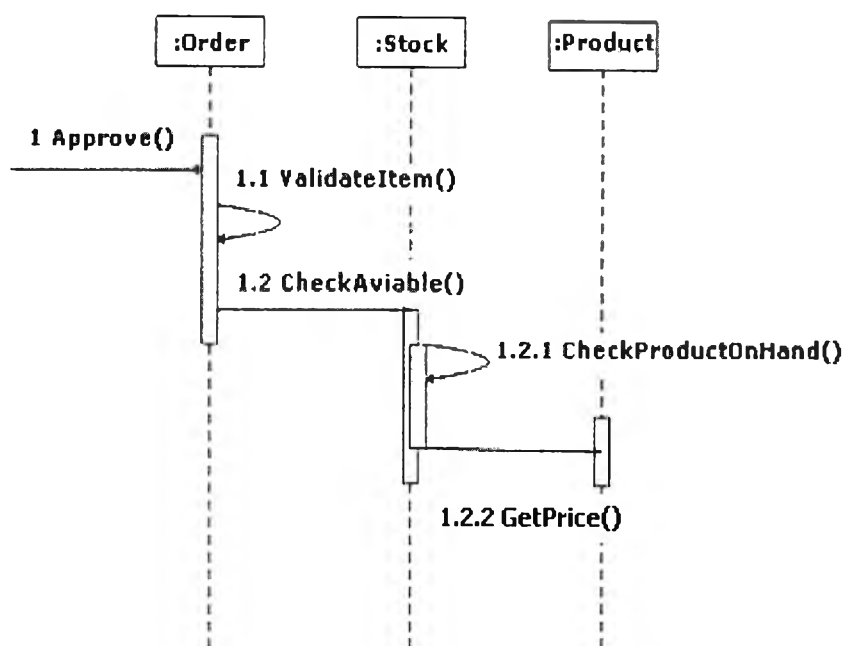 :Order
:Stock
:Product
1 Approve()
1.1 ValidateItem()
1.2 CheckAviable()
1.2.1 CheckProductOnHand()
1.2.2 GetPrice()